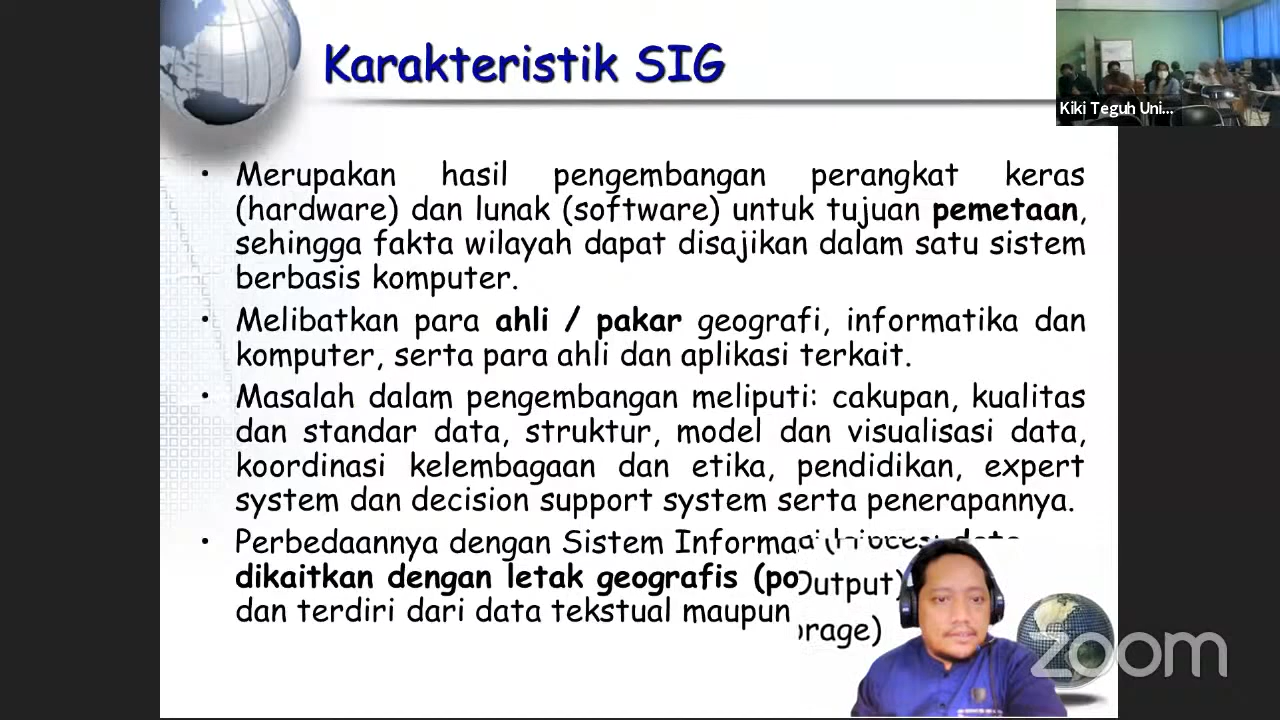 Karakteristik SIG
Kiki Teguh Uni...
• Merupakan hasil pengembangan perangkat keras
(hardware) dan lunak (software) untuk tujuan pemetaan,
sehingga fakta wilayah dapat disajikan dalam satu sistem
berbasis komputer.
• Melibatkan para ahli / pakar geografi, informatika dan
komputer, serta para ahli dan aplikasi terkait.
• Masalah dalam pengembangan meliputi: cakupan, kualitas
dan standar data, struktur, model dan visualisasi data,
koordinasi kelembagaan dan etika, pendidikan, expert
system dan decision support system serta penerapannya.
• Perbedaannya dengan Sistem
dikaitkan dengan letak geografis
dan terdiri dari data tekstual maupun
zoom